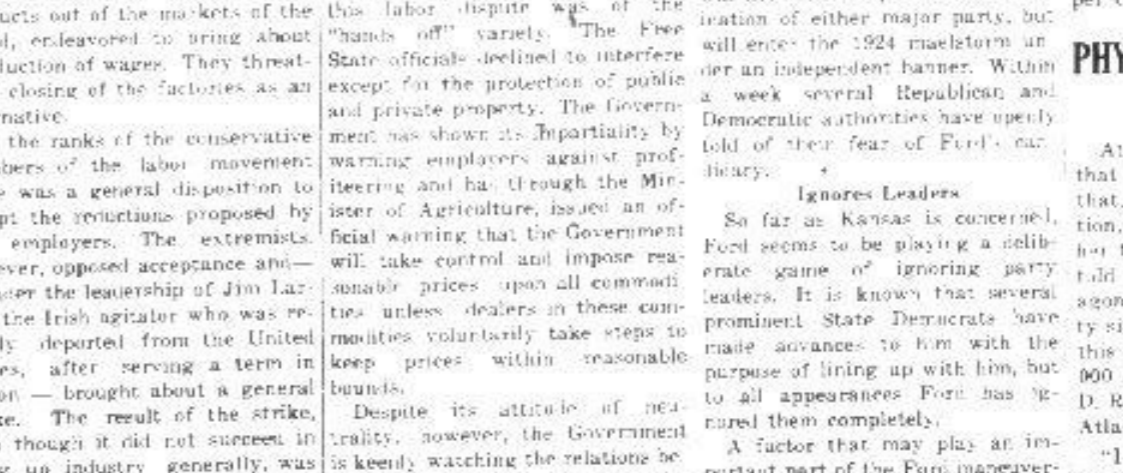 ucts out of the markets of the
endeavored to bring about
duction of wages. They threat-
closing of the factories as an
native.
the ranks of the conservative
bers of the labor movement
was a general disposition to
pt the reductions proposed by
employers. The extremists,
ever, opposed acceptance and—
der the leadership of Jim Lar-
the Irish agitator who was re-
ly deported from the United
es, after serving a term in
on — brought about a general
ke. The result of the strike,
though it did not succeed in
up industry generally, was
this labor dispute was of the
"hands off" variety. The Free
State officials declined to interfere
except for the protection of public
and private property. The Govern-
ment has shown its impartiality by
warning employers against prof-
iteering and has through the Min-
ister of Agriculture, issued an of-
ficial warning that the Government
will take control and impose rea-
sonable prices upon all commodi-
ties unless dealers in these com-
modities voluntarily take steps to
keep prices within reasonable
bounds.
Despite its attitude of neu-
trality, however, the Government
is keenly watching the relations be-
ination of either major party, but
will enter the 1924 maelstorm un-
der an independent banner. Within
a week several Republican and
Democratic authorities have openly
told of their fear of Ford's can-
didacy.
Ignores Leaders
So far as Kansas is concerned,
Ford seems to be playing a delib-
erate game of ignoring party
leaders. It is known that several
prominent State Democrats have
made advances to him with the
purpose of lining up with him, but
to all appearances Ford has ig-
nored them completely.
A factor that may play an im-
portant part of the Ford maneuver-
PHY
that
that
tion,
told
agon
ty si
this
000
D. R
Atla
"I